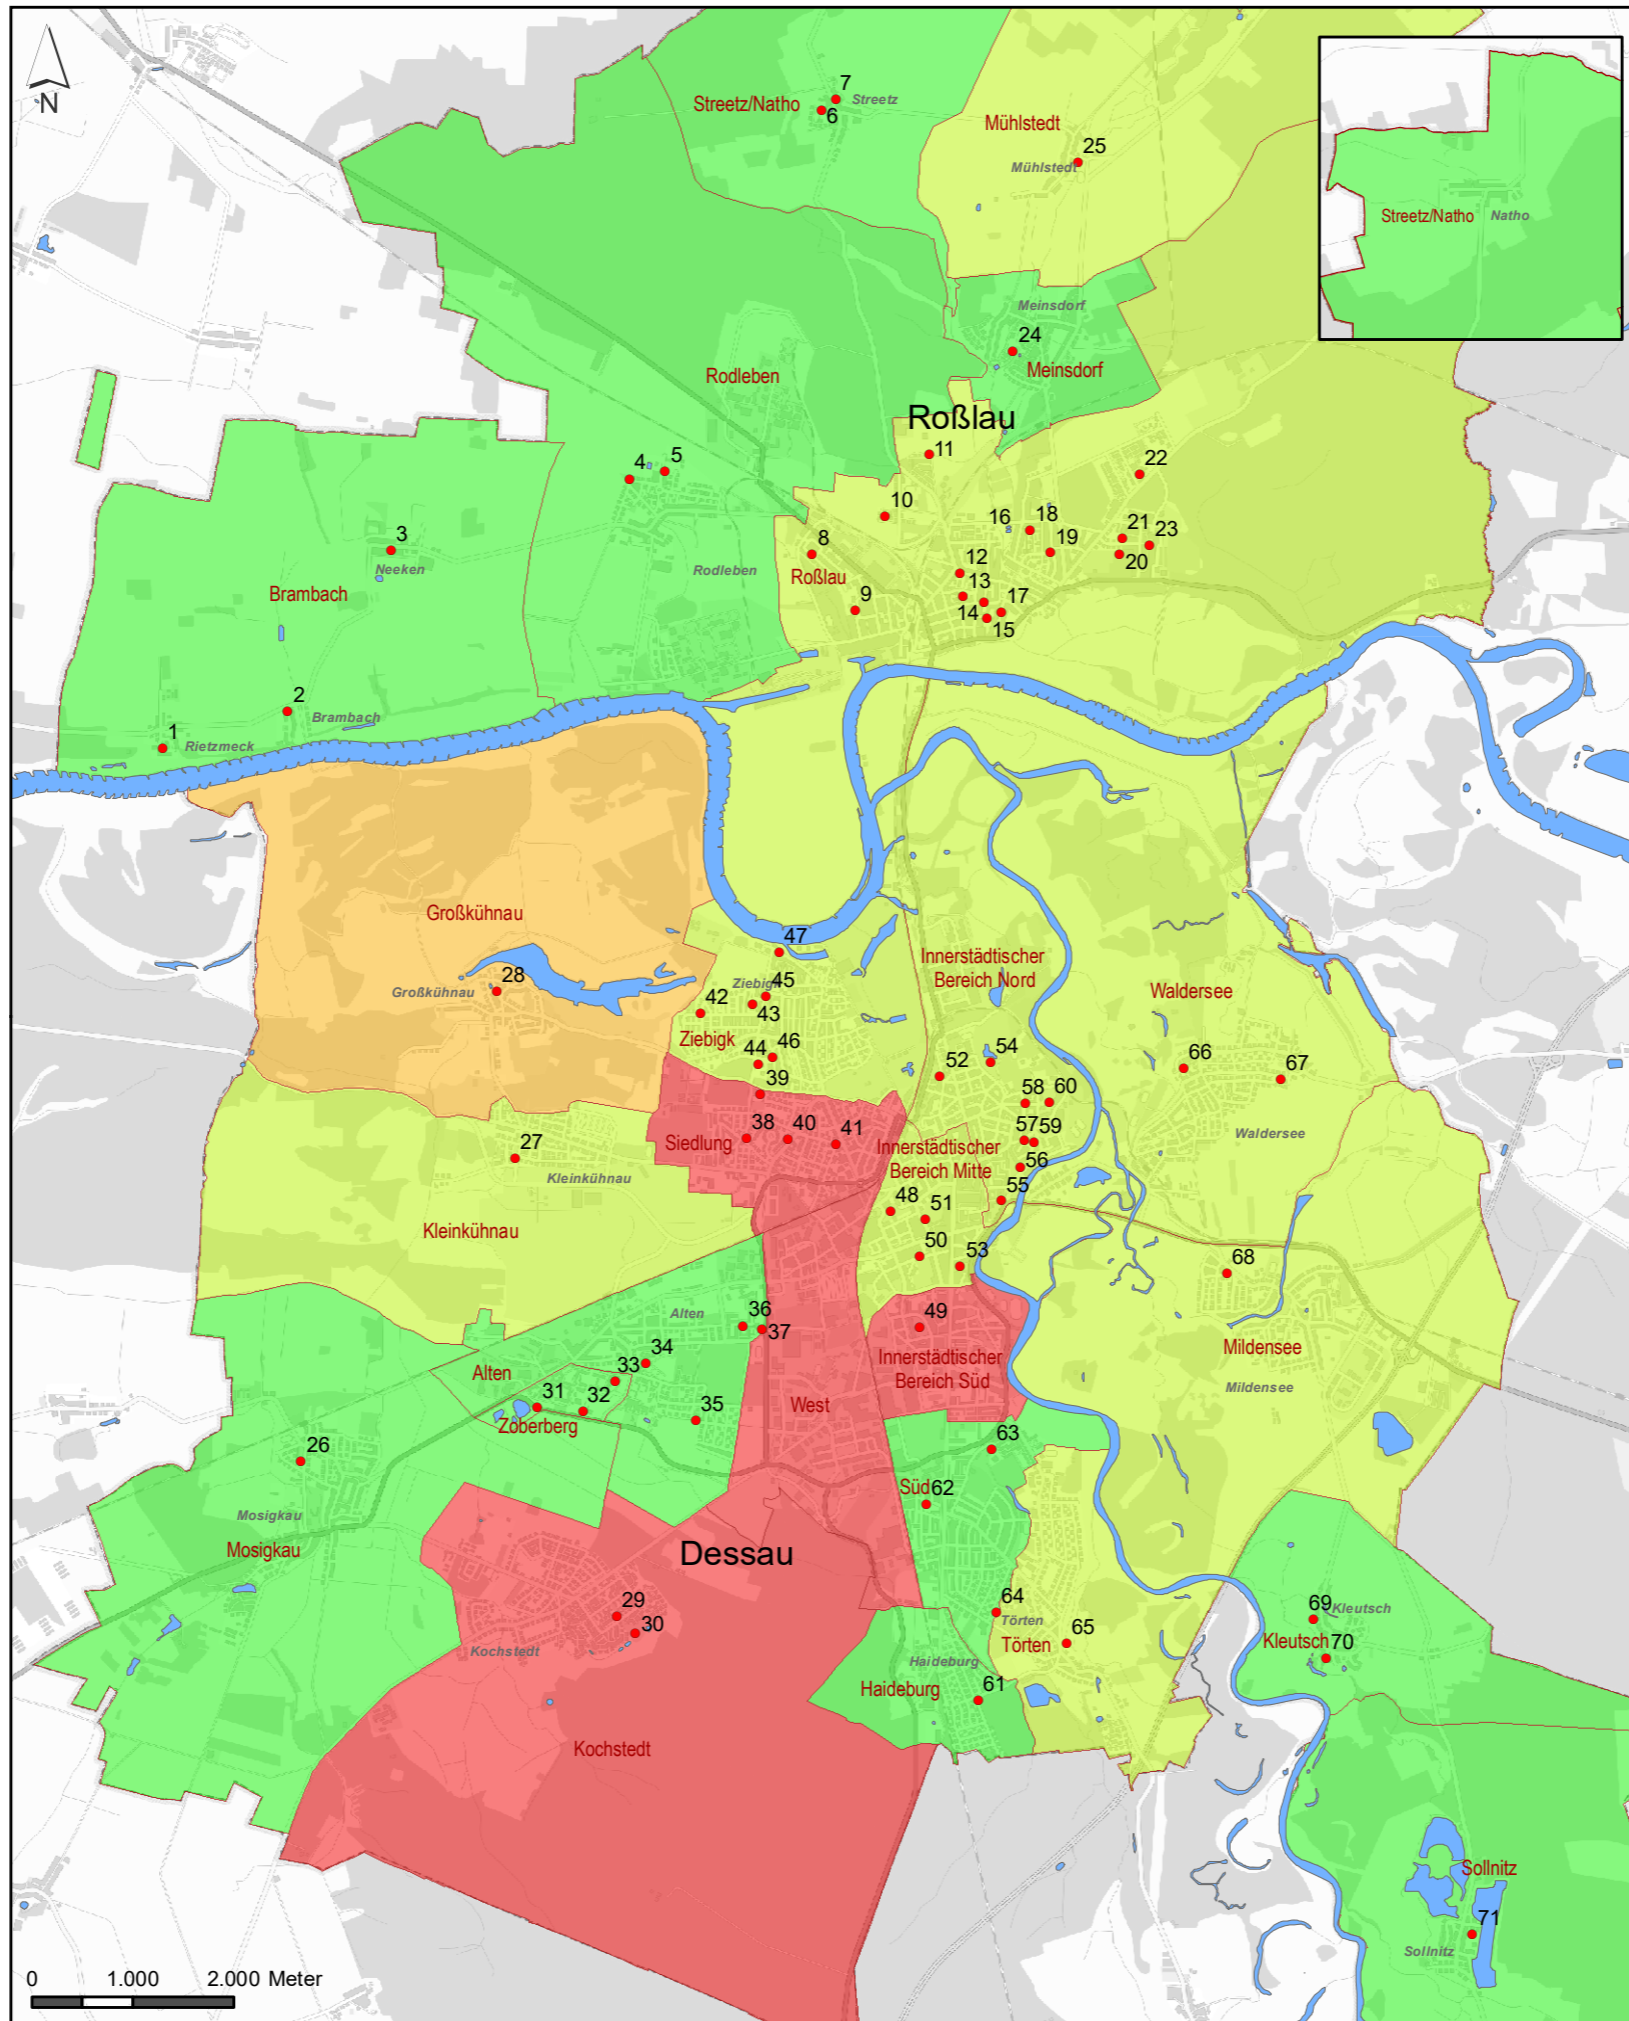 N
7
Streetz/Natho
Streetz
6
Mühlstedt
25
Mühlstedt
Streetz/Natho
Natho
Meinsdorf
24
Meinsdorf
Rodleben
Roßlau
11
4
5
22
10
3
Neeken
16
18
21
23
8
19
20
Rodleben
Roßlau
12
Brambach
13
9
14
17
15
2
Brambach
1
Rietzmeck
Großkühnau
47
Innerstädtischer
Bereich Nord
28
Großkühnau
Ziebigk
45
42
43
Waldersee
Ziebigk
44
46
52
54
66
67
39
58
60
38
40
41
57
59
Siedlung
Innerstädtischer
Bereich Mitte
Waldersee
27
Kleinkühnau
56
55
48
51
Kleinkühnau
50
53
68
Alten
36
37
49
34
Mildensee
Alten
33
Innerstädtischer
Bereich Süd
Mildensee
31
32
35
West
Zoberberg
26
63
Süd
62
Mosigkau
Mosigkau
Dessau
29
64
69
Kleutsch
30
Törten
65
Kleutsch
70
Kochstedt
Törten
Haideburg
Haideburg
61
Kochstedt
Sollnitz
71
Sollnitz
0
1.000
2.000 Meter